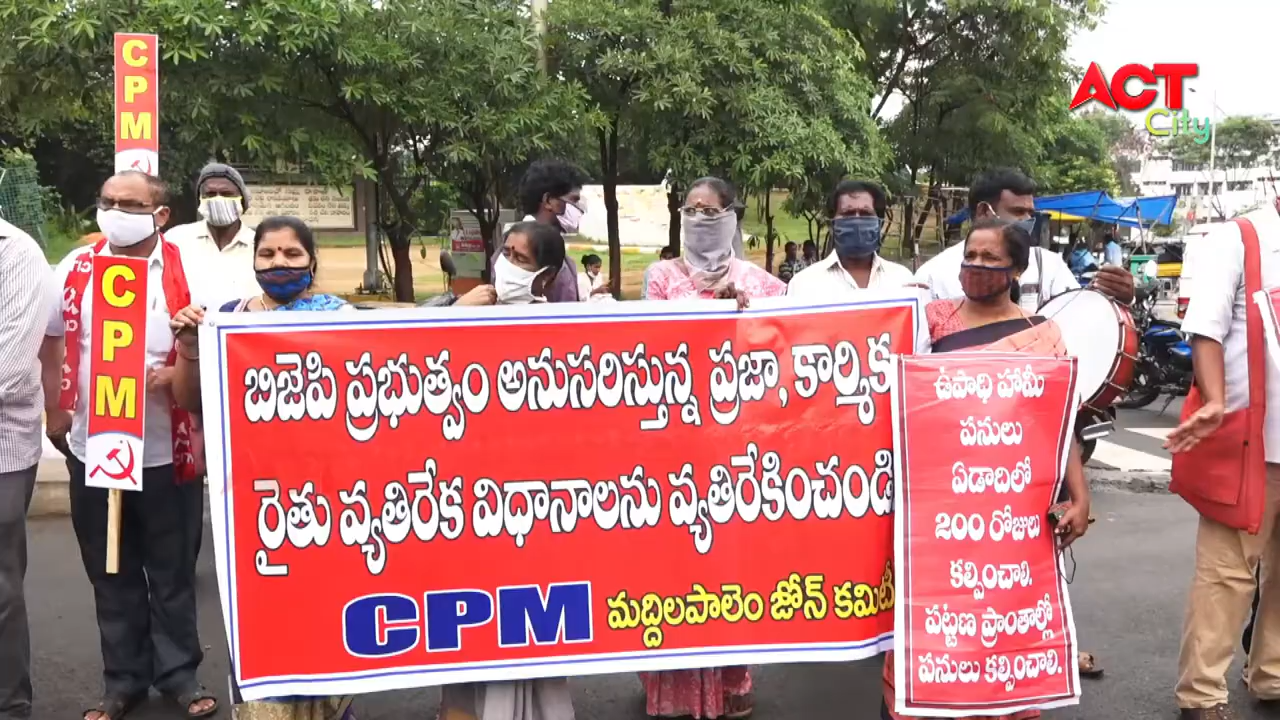 CPM
ACT
City
CPM
బిజెపి ప్రభుత్వం అనుసరిస్తున్న ప్రజా, కార్మిక
రైతు వ్యతిరేక విధానాలను వ్యతిరేకించండి
CPM మద్దిలపాలెం జోన్
ఉపాధి హామీ
పనులు
ఏడాదిలో
200 రోజులు
కల్పించాలి.
పట్టణ ప్రాంతాల్లో
పనులు కల్పించాలి.